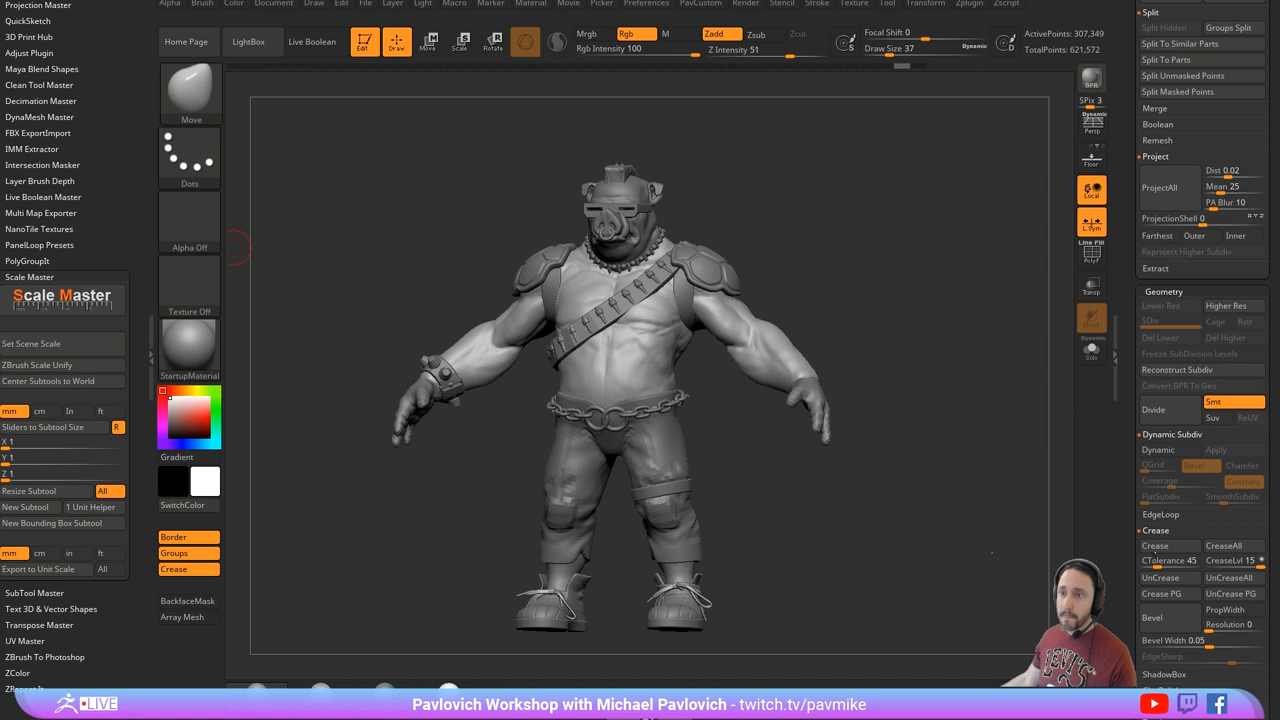 Alpha Brush Color Document Draw Edit File Layer Light Macro Marker Material Movie Picker Preferences PavCustom Render Stencil Stroke Texture Tool Transform Zplugin Zscript
Projection Master
QuickSketch
3D Print Hub
Adjust Plugin
Maya Blend Shapes
Clean Tool Master
Decimation Master
DynaMesh Master
FBX ExportImport
IMM Extractor
Intersection Masker
Layer Brush Depth
Live Boolean Master
Multi Map Exporter
NanoTile Textures
PaneLoop Presets
PolyGroupIt
Scale Master
Scale Master
Set Scene Scale
ZBrush Scale Unify
Center Subtools to World
mm cm In ft
Sliders to Subtool Size R
X 1
Y 1
Z 1
Resize Subtool All
New Subtool 1 Unit Helper
New Bounding Box Subtool
mm cm in ft
Export to Unit Scale All
SubTool Master
Text 3D & Vector Shapes
Transpose Master
UV Master
ZBrush To Photoshop
ZColor
Home Page LightBox Live Boolean
Edit Draw Move Scale Rotate
Mrgb Rgb M Zadd Zsub Zcut
Rgb Intensity 100 Z Intensity 51
S
Focal Shift 0
Draw Size 37 Dynamic
D
ActivePoints: 307,349
TotalPoints: 621,572
Move
Dots
Alpha Off
Texture Off
StartupMaterial
Gradient
SwitchColor
Border
Groups
Crease
BackfaceMask
Array Mesh
BPR
SPix 3
Dynamic
Persp
Floor
Local
L.Sym
Line Fill
PolyF
Transp
Ghost
Dynamic
Solo
Split
Split Hidden Groups Split
Split To Similar Parts
Split To Parts
Split Unmasked Points
Split Masked Points
Merge
Boolean
Remesh
Project
ProjectAll
Dist 0.02
Mean 25
PA Blur 10
ProjectionShell 0
Farthest Outer Inner
Reproject Higher Subdiv
Extract
Geometry
Lower Res Higher Res
SDiv Cage Rstr
Del Lower Del Higher
Freeze SubDivision Levels
Reconstruct Subdiv
Convert BPR To Geo
Divide
Smt
Suv ReUV
Dynamic Subdiv
Dynamic Apply
QGrid Bevel Chamfer
Coverage Constant
FlatSubdiv SmoothSubdiv
EdgeLoop
Crease
Crease CreaseAll
CTolerance 45 CreaseLvl 15
UnCrease UnCreaseAll
Crease PG UnCrease PG
Bevel
PropWidth
Resolution 0
Bevel Width 0.05
EdgeSharp
ShadowBox
LIVE
Pavlovich Workshop with Michael Pavlovich - twitch.tv/pavmike